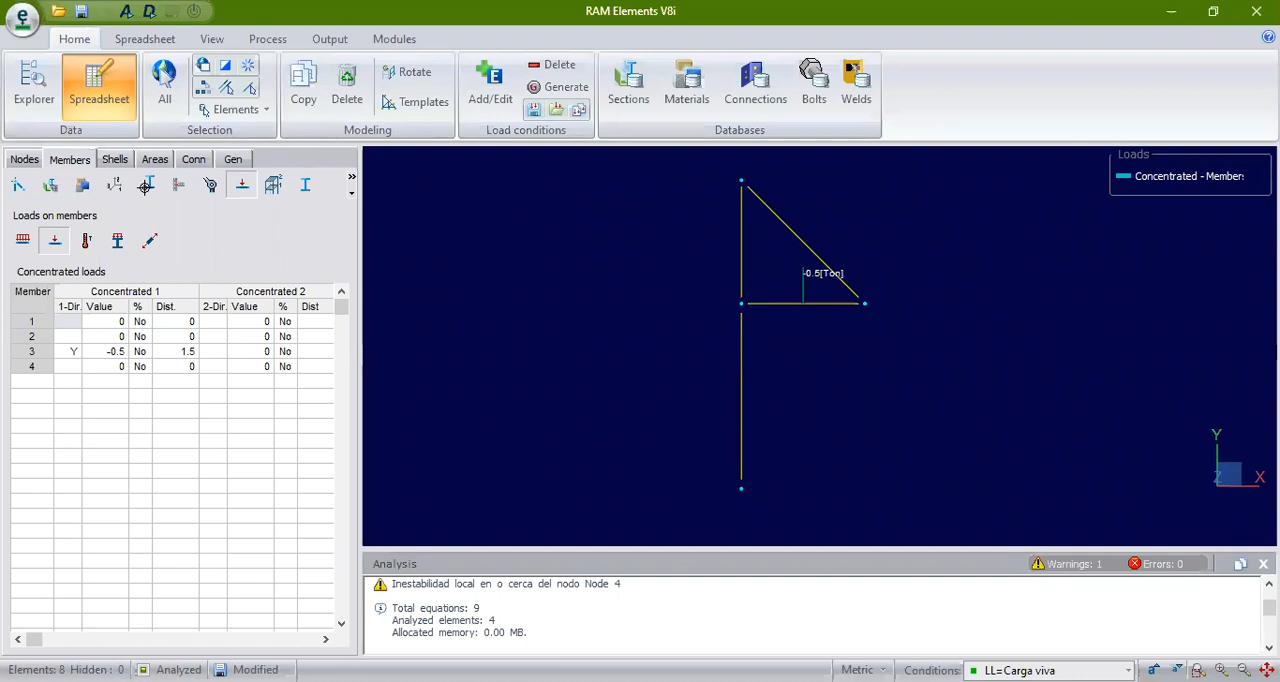 RAM Elements V8i
Home Spreadsheet View Process Output Modules
Explorer Spreadsheet All Elements Copy Delete Rotate Templates Add/Edit Delete Generate Sections Materials Connections Bolts Welds
Data Selection Modeling Load conditions Databases
Nodes Members Shells Areas Conn Gen
Loads on members
Concentrated loads
Member Concentrated 1 Concentrated 2
1-Dir. Value % Dist. 2-Dir. Value % Dist
1 0 No 0 0 No
2 0 No 0 0 No
3 Y -0.5 No 1.5 0 No
4 0 No 0 0 No
Loads
Concentrated - Member:
-0.5[Ton]
Y
Z X
Analysis Warnings: 1 Errors: 0
Inestabilidad local en o cerca del nodo Node 4
Total equations: 9
Analyzed elements: 4
Allocated memory: 0.00 MB.
Elements: 8 Hidden : 0 Analyzed Modified Metric Conditions: LL=Carga viva